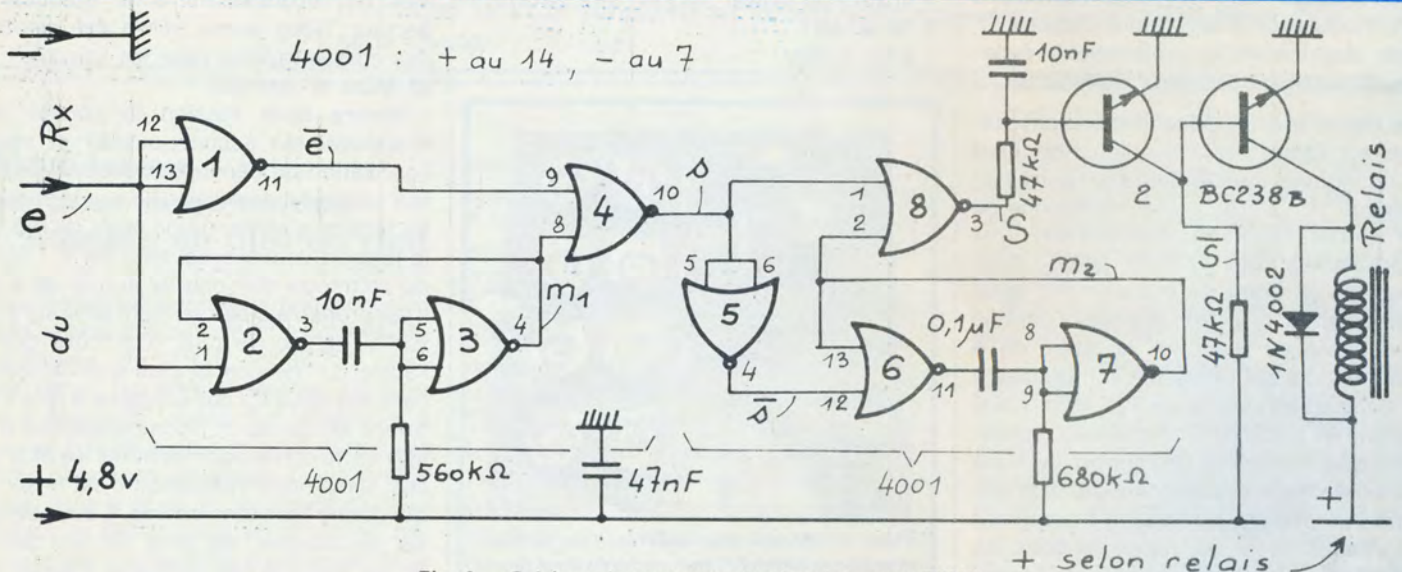 4001 : + au 14 , - au 7
−
Rx
du
e
12
13
1
11
e̅
2
1
2
3
10nF
5
6
3
4
m₁
9
8
4
10
s
5
6
5
4
s̅
1
2
8
3
S
47kΩ
10nF
2
BC238B
S̅
47kΩ
1N4002
Relais
m₂
13
12
6
11
0,1µF
8
9
7
10
+ 4,8v
4001
560kΩ
47nF
4001
680kΩ
+
+ selon relais